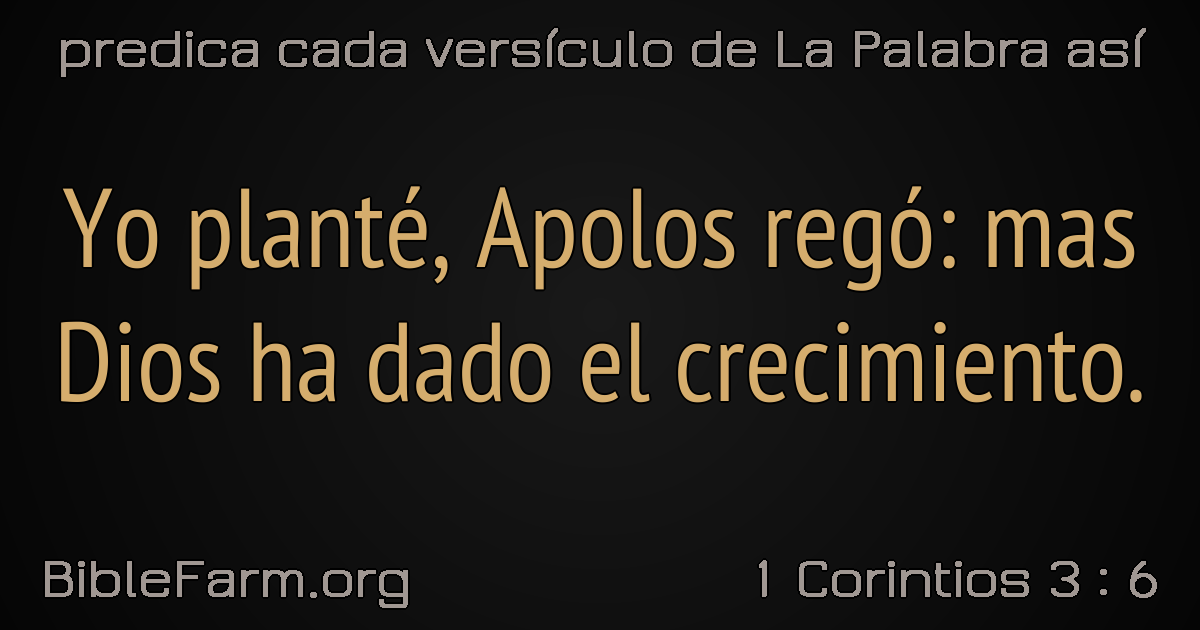 predica cada versículo de La Palabra así
Yo planté, Apolos regó: mas
Dios ha dado el crecimiento.
BibleFarm.org
1 Corintios 3 : 6